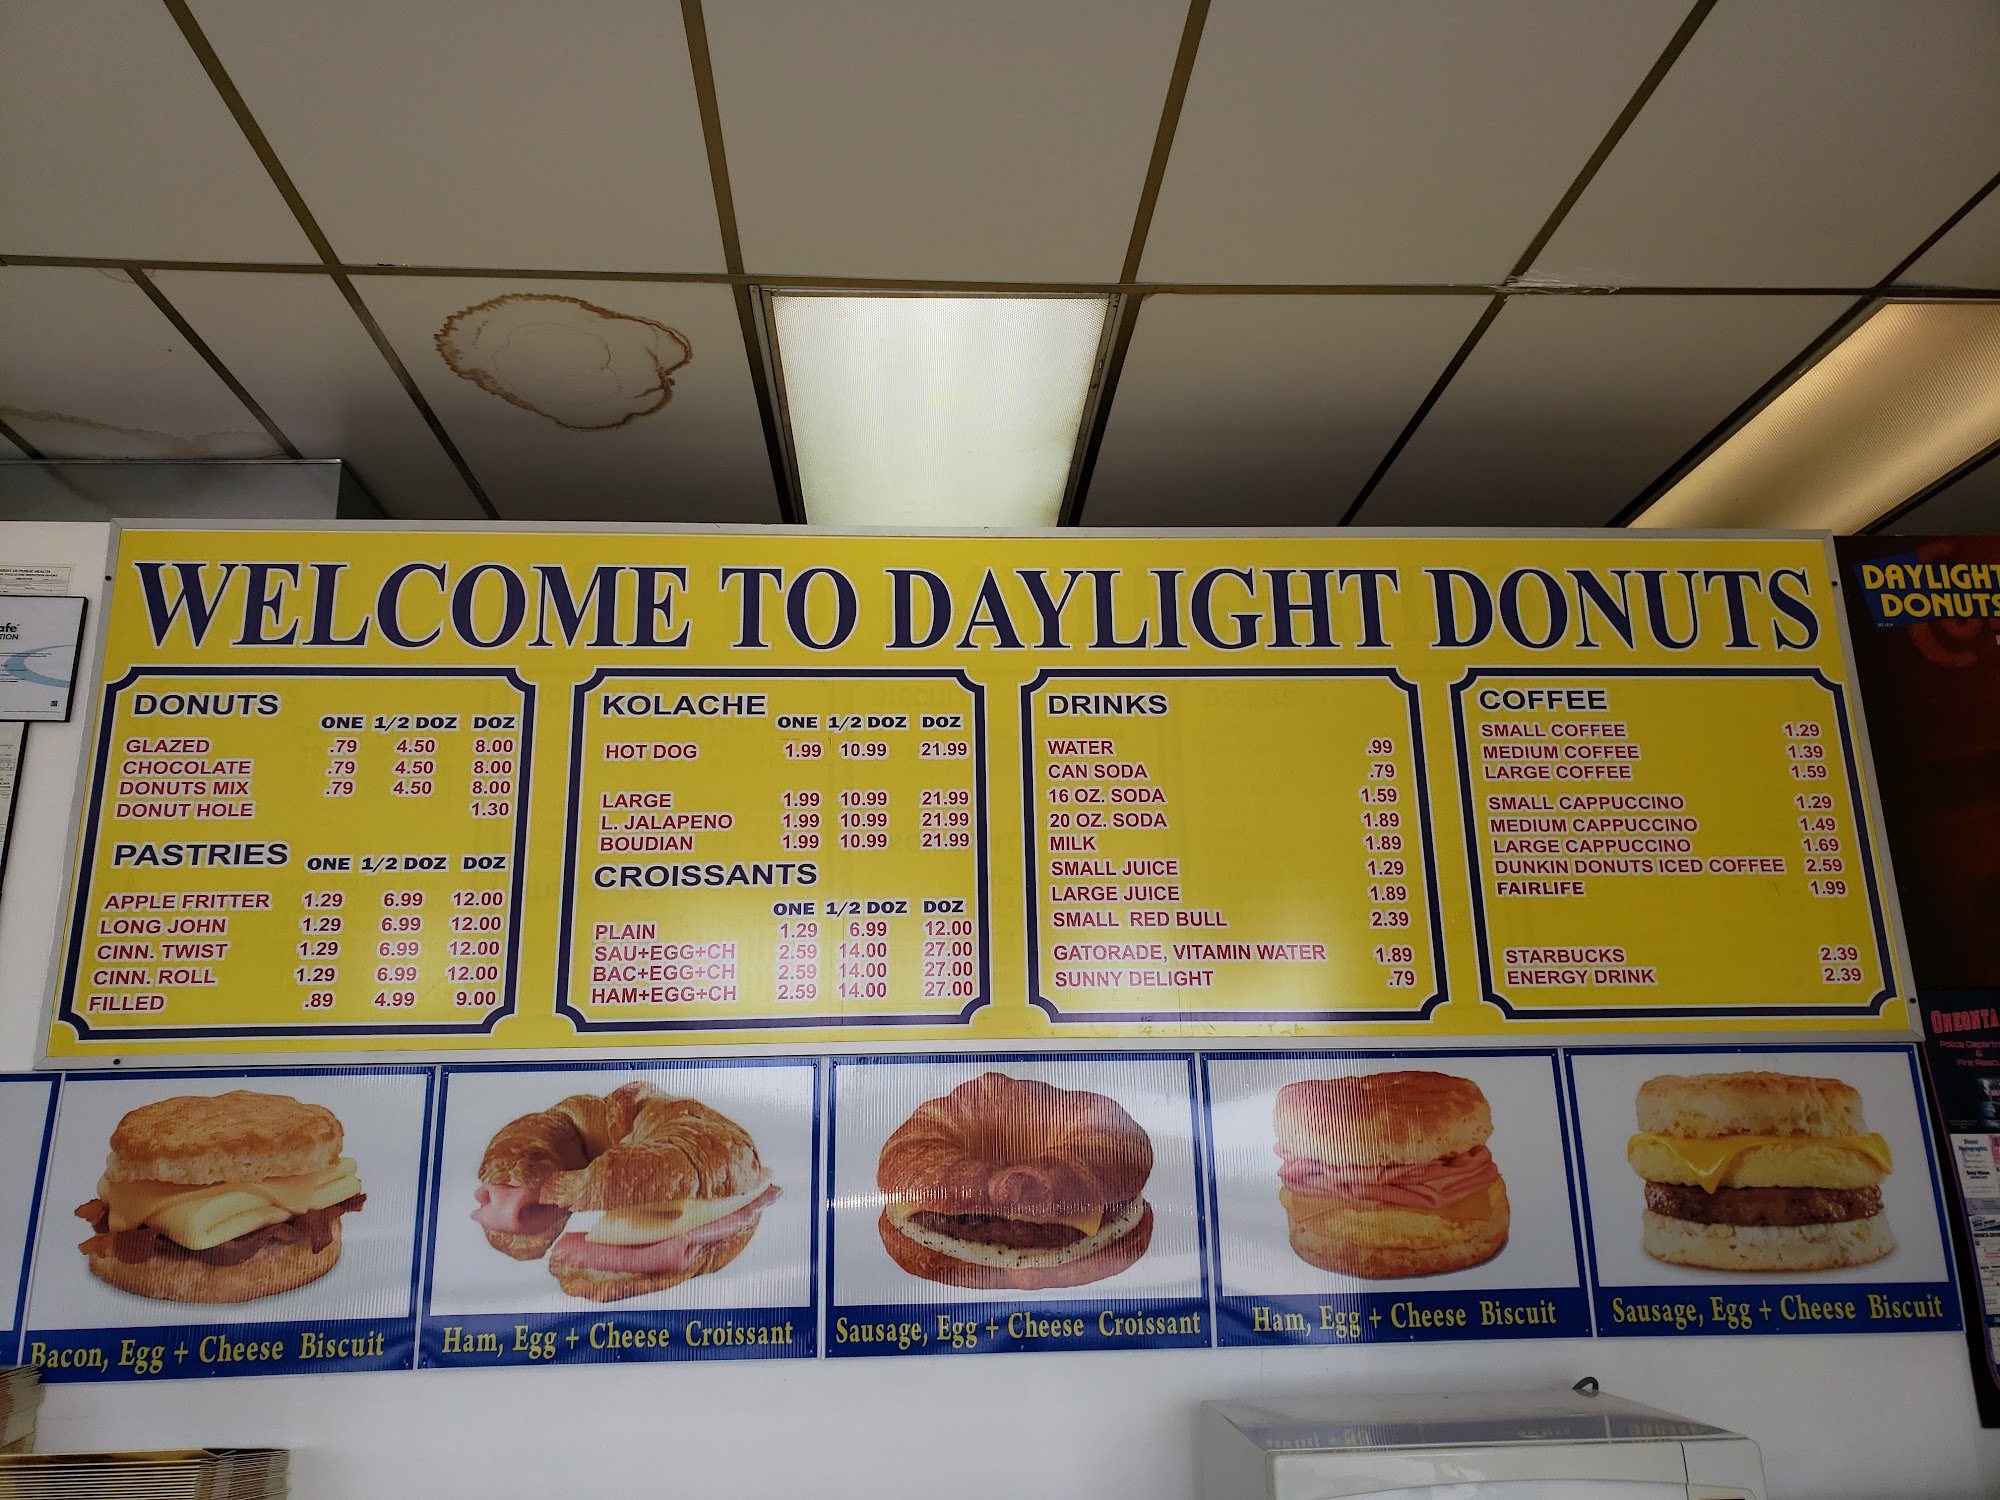 WELCOME TO DAYLIGHT DONUTS
DONUTS
ONE 1/2 DOZ DOZ
GLAZED .79 4.50 8.00
CHOCOLATE .79 4.50 8.00
DONUTS MIX .79 4.50 8.00
DONUT HOLE 1.30
PASTRIES ONE 1/2 DOZ DOZ
APPLE FRITTER 1.29 6.99 12.00
LONG JOHN 1.29 6.99 12.00
CINN. TWIST 1.29 6.99 12.00
CINN. ROLL 1.29 6.99 12.00
FILLED .89 4.99 9.00
KOLACHE
ONE 1/2 DOZ DOZ
HOT DOG 1.99 10.99 21.99
LARGE 1.99 10.99 21.99
L. JALAPENO 1.99 10.99 21.99
BOUDIAN 1.99 10.99 21.99
CROISSANTS
ONE 1/2 DOZ DOZ
PLAIN 1.29 6.99 12.00
SAU+EGG+CH 2.59 14.00 27.00
BAC+EGG+CH 2.59 14.00 27.00
HAM+EGG+CH 2.59 14.00 27.00
DRINKS
WATER .99
CAN SODA .79
16 OZ. SODA 1.59
20 OZ. SODA 1.89
MILK 1.89
SMALL JUICE 1.29
LARGE JUICE 1.89
SMALL RED BULL 2.39
GATORADE, VITAMIN WATER 1.89
SUNNY DELIGHT .79
COFFEE
SMALL COFFEE 1.29
MEDIUM COFFEE 1.39
LARGE COFFEE 1.59
SMALL CAPPUCCINO 1.29
MEDIUM CAPPUCCINO 1.49
LARGE CAPPUCCINO 1.69
DUNKIN DONUTS ICED COFFEE 2.59
FAIRLIFE 1.99
STARBUCKS 2.39
ENERGY DRINK 2.39
Bacon, Egg + Cheese Biscuit
Ham, Egg + Cheese Croissant
Sausage, Egg + Cheese Croissant
Ham, Egg + Cheese Biscuit
Sausage, Egg + Cheese Biscuit
DAYLIGHT
DONUTS
ONEONTA